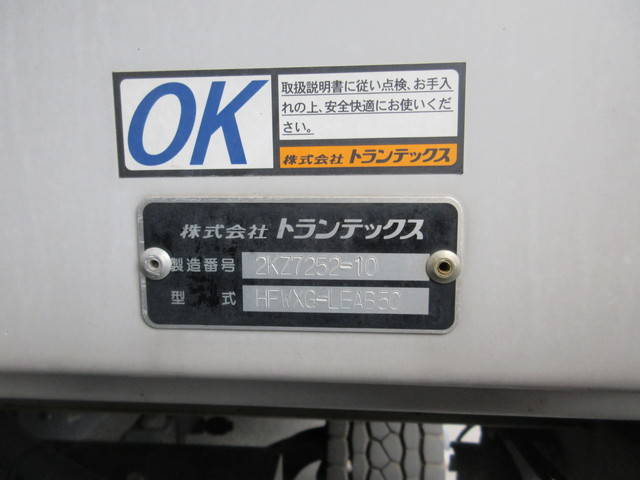 OK
取扱説明書に従い点検、お手入
れの上、安全快適にお使いくだ
さい。
株式会社 トランテックス
株式会社 トランテックス
製造番号 2KZ7252-10
型式 HFWXG-LEAB50